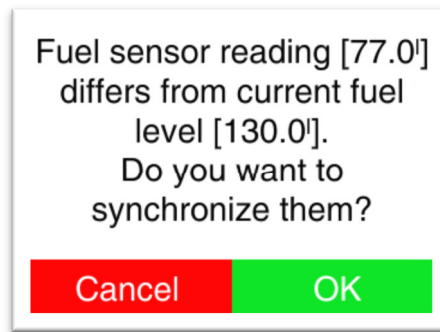 Fuel sensor reading [77.0ˡ]
differs from current fuel
level [130.0ˡ].
Do you want to
synchronize them?
Cancel OK